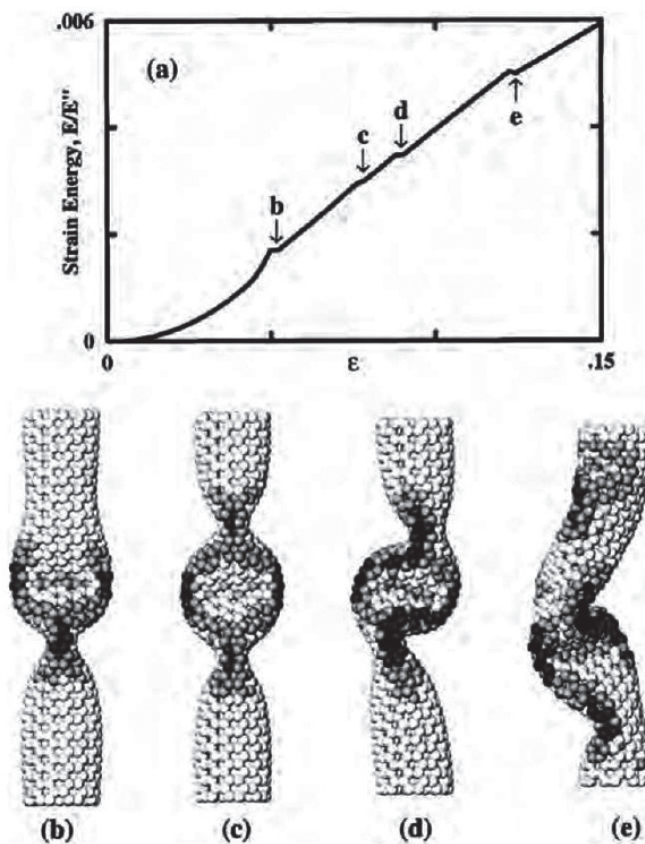 .006
(a)
Strain Energy, E/E"
b
c
d
e
0
0
ε
.15
(b)
(c)
(d)
(e)